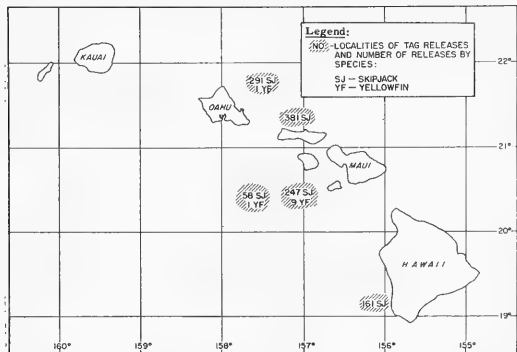 Legend:
NO.-LOCALITIES OF TAG RELEASES
AND NUMBER OF RELEASES BY
SPECIES:
SJ – SKIPJACK
YF – YELLOWFIN
KAUAI
22°
291 SJ
1 YF
OAHU
381 SJ
21°
MAUI
58 SJ
1 YF
247 SJ
9 YF
20°
HAWAII
161 SJ
19°
160°
159°
158°
157°
156°
155°